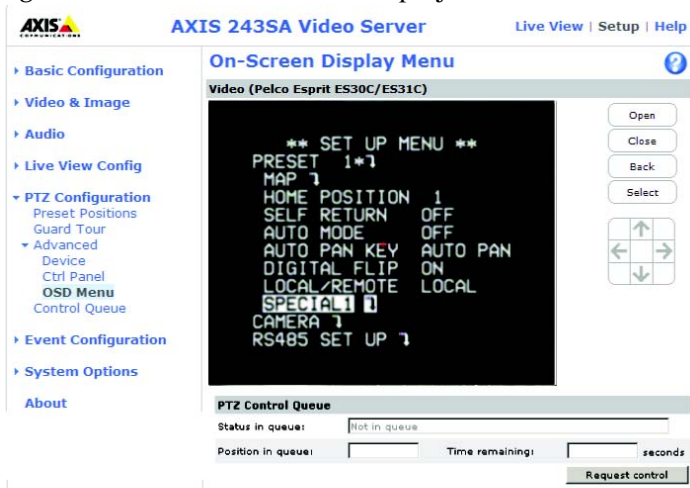 AXIS
COMMUNICATIONS
AXIS 243SA Video Server
Live View | Setup | Help
Basic Configuration
Video & Image
Audio
Live View Config
PTZ Configuration
Preset Positions
Guard Tour
Advanced
Device
Ctrl Panel
OSD Menu
Control Queue
Event Configuration
System Options
About
On-Screen Display Menu
Video (Pelco Esprit ES30C/ES31C)
** SET UP MENU **
PRESET 1*↴
MAP ↴
HOME POSITION 1
SELF RETURN OFF
AUTO MODE OFF
AUTO PAN KEY AUTO PAN
DIGITAL FLIP ON
LOCAL/REMOTE LOCAL
SPECIAL1 ↴
CAMERA ↴
RS485 SET UP ↴
Open
Close
Back
Select
PTZ Control Queue
Status in queue: Not in queue
Position in queue: Time remaining: seconds
Request control